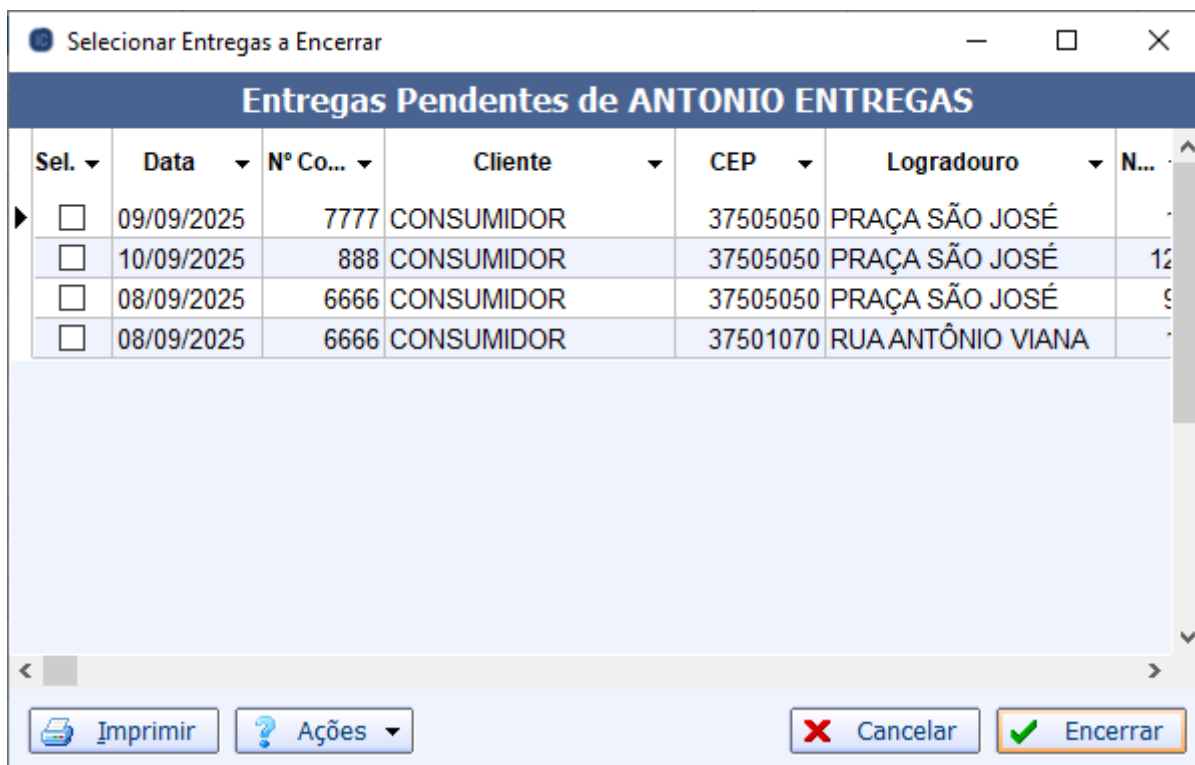 Selecionar Entregas a Encerrar
Entregas Pendentes de ANTONIO ENTREGAS
Sel. Data Nº Co... Cliente CEP Logradouro N...
09/09/2025 7777 CONSUMIDOR 37505050 PRAÇA SÃO JOSÉ
10/09/2025 888 CONSUMIDOR 37505050 PRAÇA SÃO JOSÉ 12
08/09/2025 6666 CONSUMIDOR 37505050 PRAÇA SÃO JOSÉ
08/09/2025 6666 CONSUMIDOR 37501070 RUA ANTÔNIO VIANA
Imprimir Ações Cancelar Encerrar